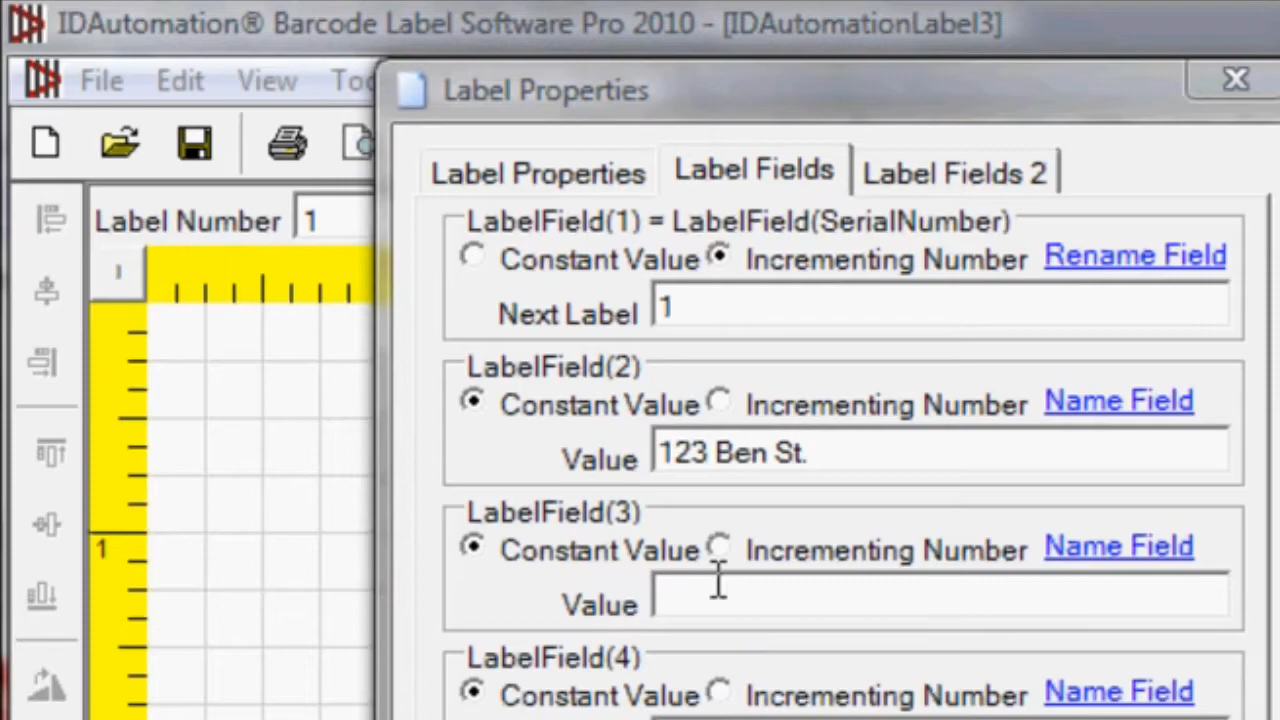 IDAutomation® Barcode Label Software Pro 2010 - [IDAutomationLabel3]
File Edit View
Label Properties
Label Properties Label Fields Label Fields 2
Label Number 1
LabelField(1) = LabelField(SerialNumber)
Constant Value Incrementing Number Rename Field
Next Label 1
LabelField(2)
Constant Value Incrementing Number Name Field
Value 123 Ben St.
LabelField(3)
Constant Value Incrementing Number Name Field
1
Value
LabelField(4)
Constant Value Incrementing Number Name Field